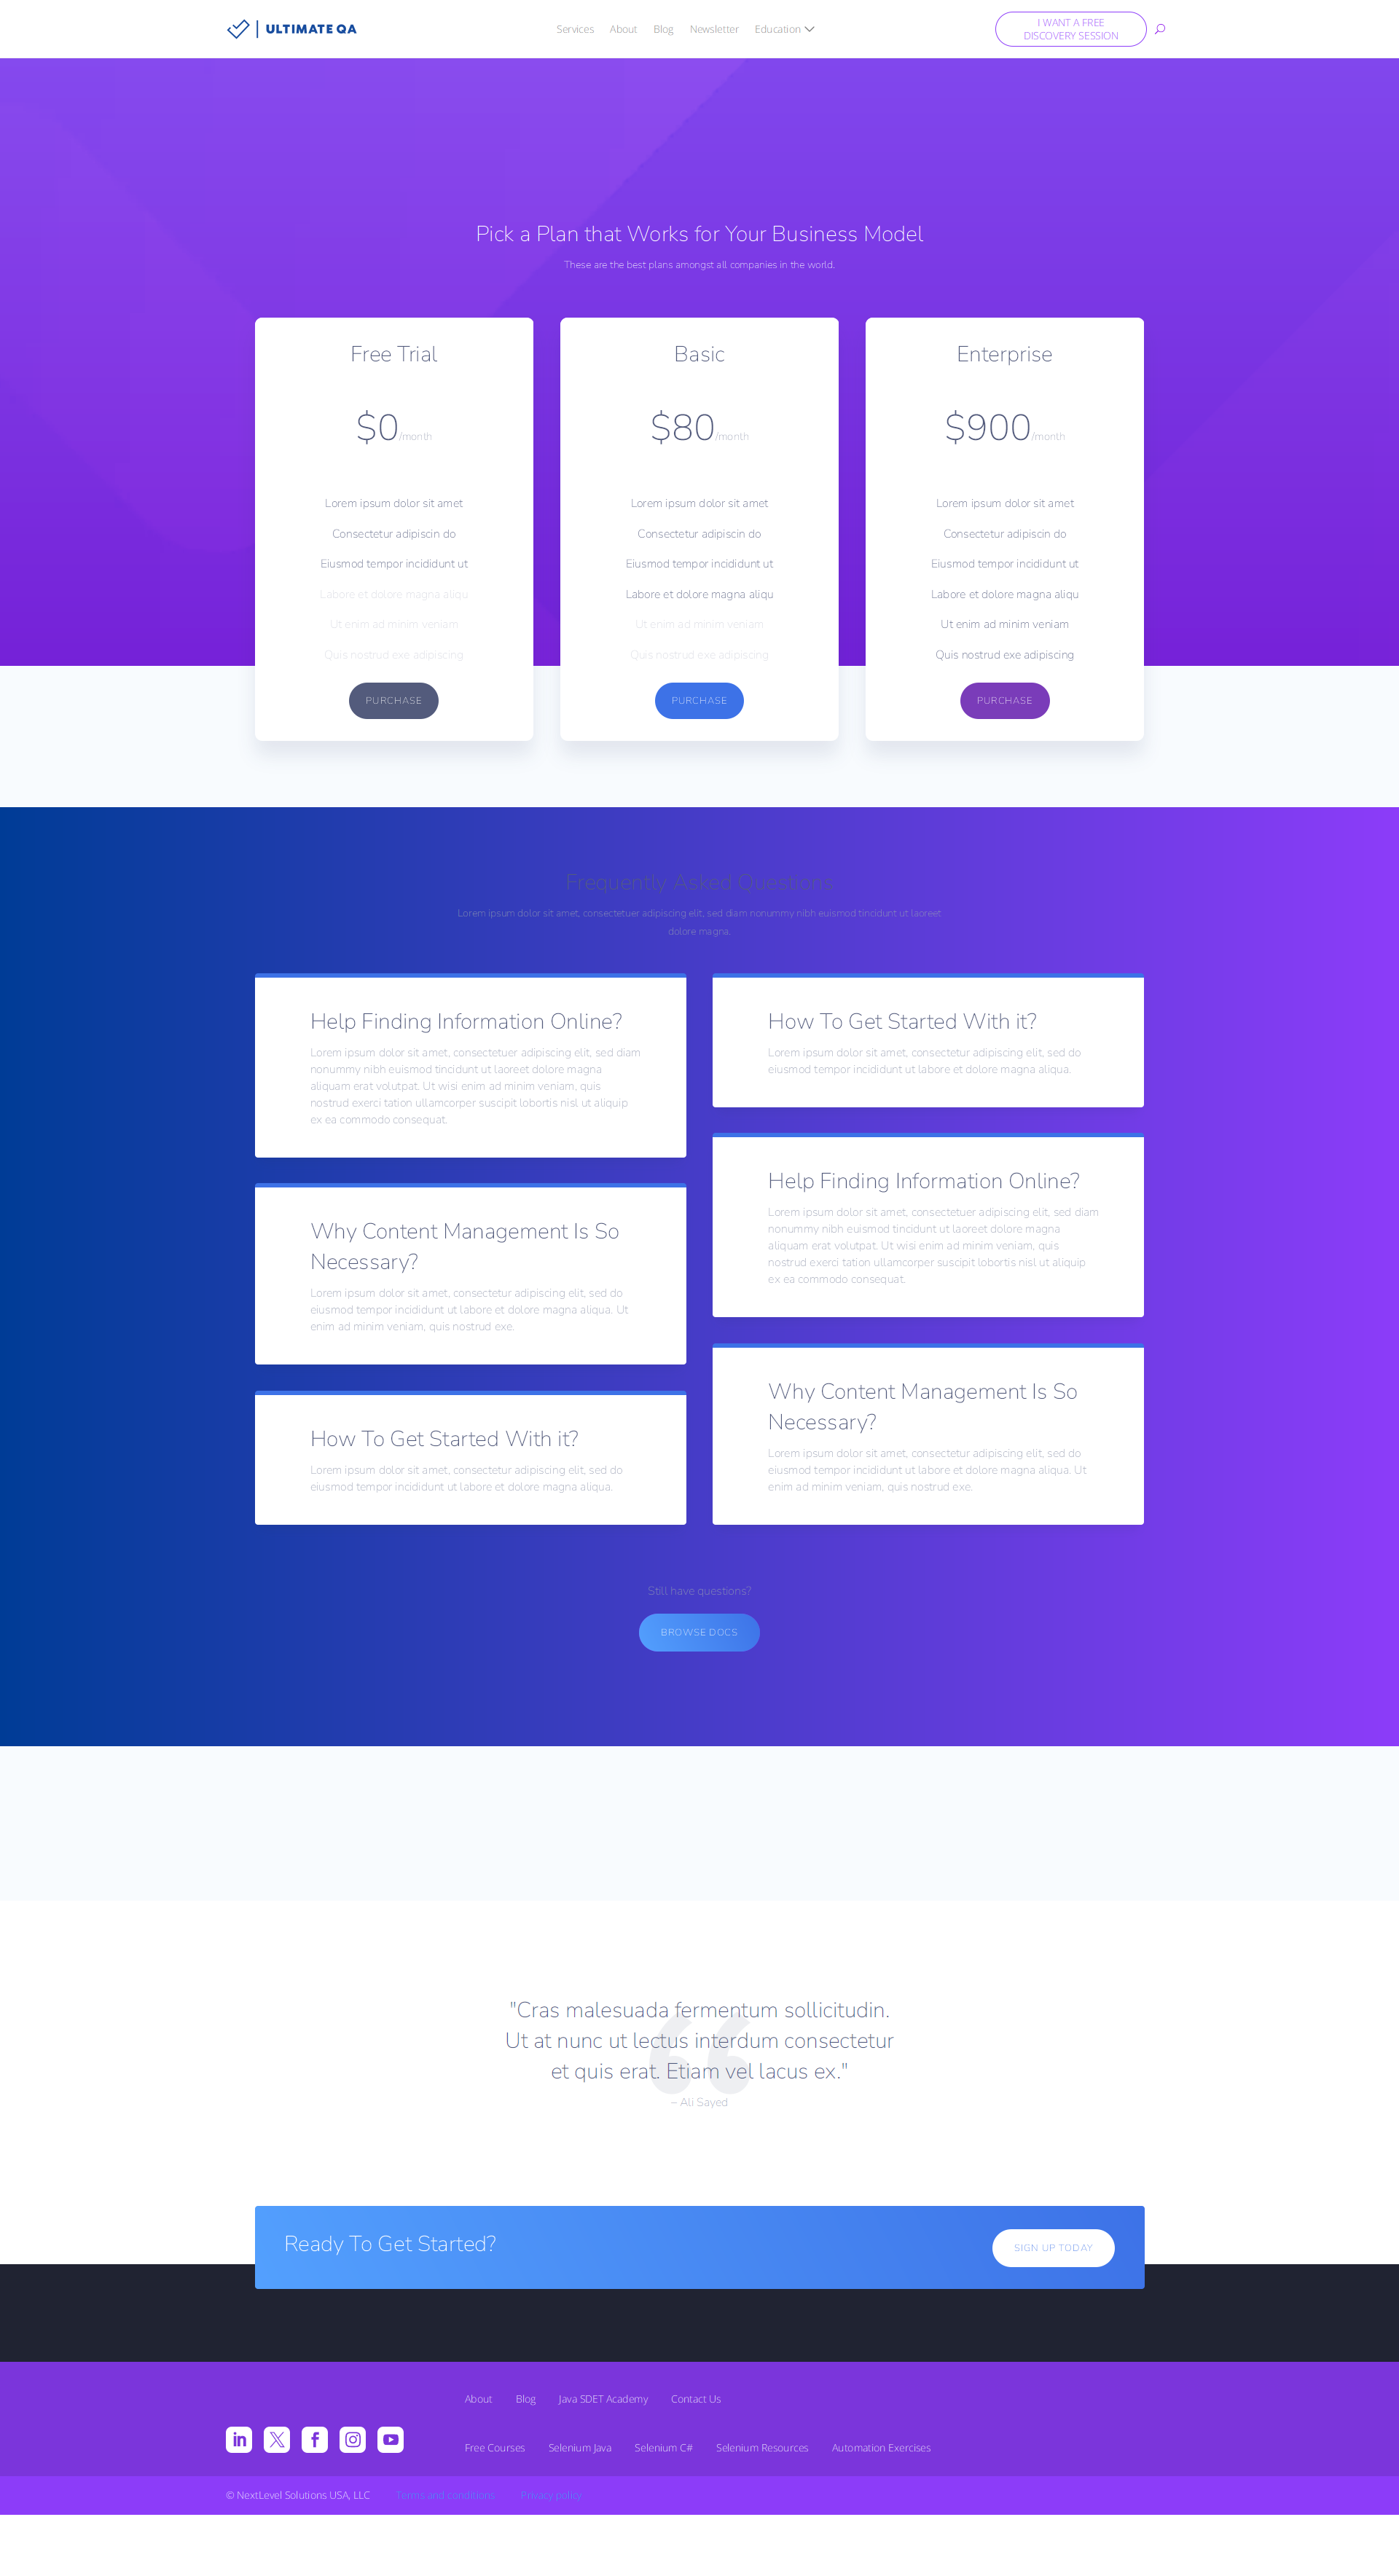 ULTIMATE QA
Services About Blog Newsletter Education
I WANT A FREE
DISCOVERY SESSION
Pick a Plan that Works for Your Business Model
These are the best plans amongst all companies in the world.
Free Trial
$0/month
Lorem ipsum dolor sit amet
Consectetur adipiscin do
Eiusmod tempor incididunt ut
Labore et dolore magna aliqu
Ut enim ad minim veniam
Quis nostrud exe adipiscing
PURCHASE
Basic
$80/month
Lorem ipsum dolor sit amet
Consectetur adipiscin do
Eiusmod tempor incididunt ut
Labore et dolore magna aliqu
Ut enim ad minim veniam
Quis nostrud exe adipiscing
PURCHASE
Enterprise
$900/month
Lorem ipsum dolor sit amet
Consectetur adipiscin do
Eiusmod tempor incididunt ut
Labore et dolore magna aliqu
Ut enim ad minim veniam
Quis nostrud exe adipiscing
PURCHASE
Frequently Asked Questions
Lorem ipsum dolor sit amet, consectetuer adipiscing elit, sed diam nonummy nibh euismod tincidunt ut laoreet
dolore magna.
Help Finding Information Online?
Lorem ipsum dolor sit amet, consectetuer adipiscing elit, sed diam
nonummy nibh euismod tincidunt ut laoreet dolore magna
aliquam erat volutpat. Ut wisi enim ad minim veniam, quis
nostrud exerci tation ullamcorper suscipit lobortis nisl ut aliquip
ex ea commodo consequat.
Why Content Management Is So
Necessary?
Lorem ipsum dolor sit amet, consectetur adipiscing elit, sed do
eiusmod tempor incididunt ut labore et dolore magna aliqua. Ut
enim ad minim veniam, quis nostrud exe.
How To Get Started With it?
Lorem ipsum dolor sit amet, consectetur adipiscing elit, sed do
eiusmod tempor incididunt ut labore et dolore magna aliqua.
How To Get Started With it?
Lorem ipsum dolor sit amet, consectetur adipiscing elit, sed do
eiusmod tempor incididunt ut labore et dolore magna aliqua.
Help Finding Information Online?
Lorem ipsum dolor sit amet, consectetuer adipiscing elit, sed diam
nonummy nibh euismod tincidunt ut laoreet dolore magna
aliquam erat volutpat. Ut wisi enim ad minim veniam, quis
nostrud exerci tation ullamcorper suscipit lobortis nisl ut aliquip
ex ea commodo consequat.
Why Content Management Is So
Necessary?
Lorem ipsum dolor sit amet, consectetur adipiscing elit, sed do
eiusmod tempor incididunt ut labore et dolore magna aliqua. Ut
enim ad minim veniam, quis nostrud exe.
Still have questions?
BROWSE DOCS
"Cras malesuada fermentum sollicitudin.
Ut at nunc ut lectus interdum consectetur
et quis erat. Etiam vel lacus ex."
~ Ali Sayed
Ready To Get Started?
SIGN UP TODAY
About Blog Java SDET Academy Contact Us
Free Courses Selenium Java Selenium C# Selenium Resources Automation Exercises
© NextLevel Solutions USA, LLC Terms and conditions Privacy policy